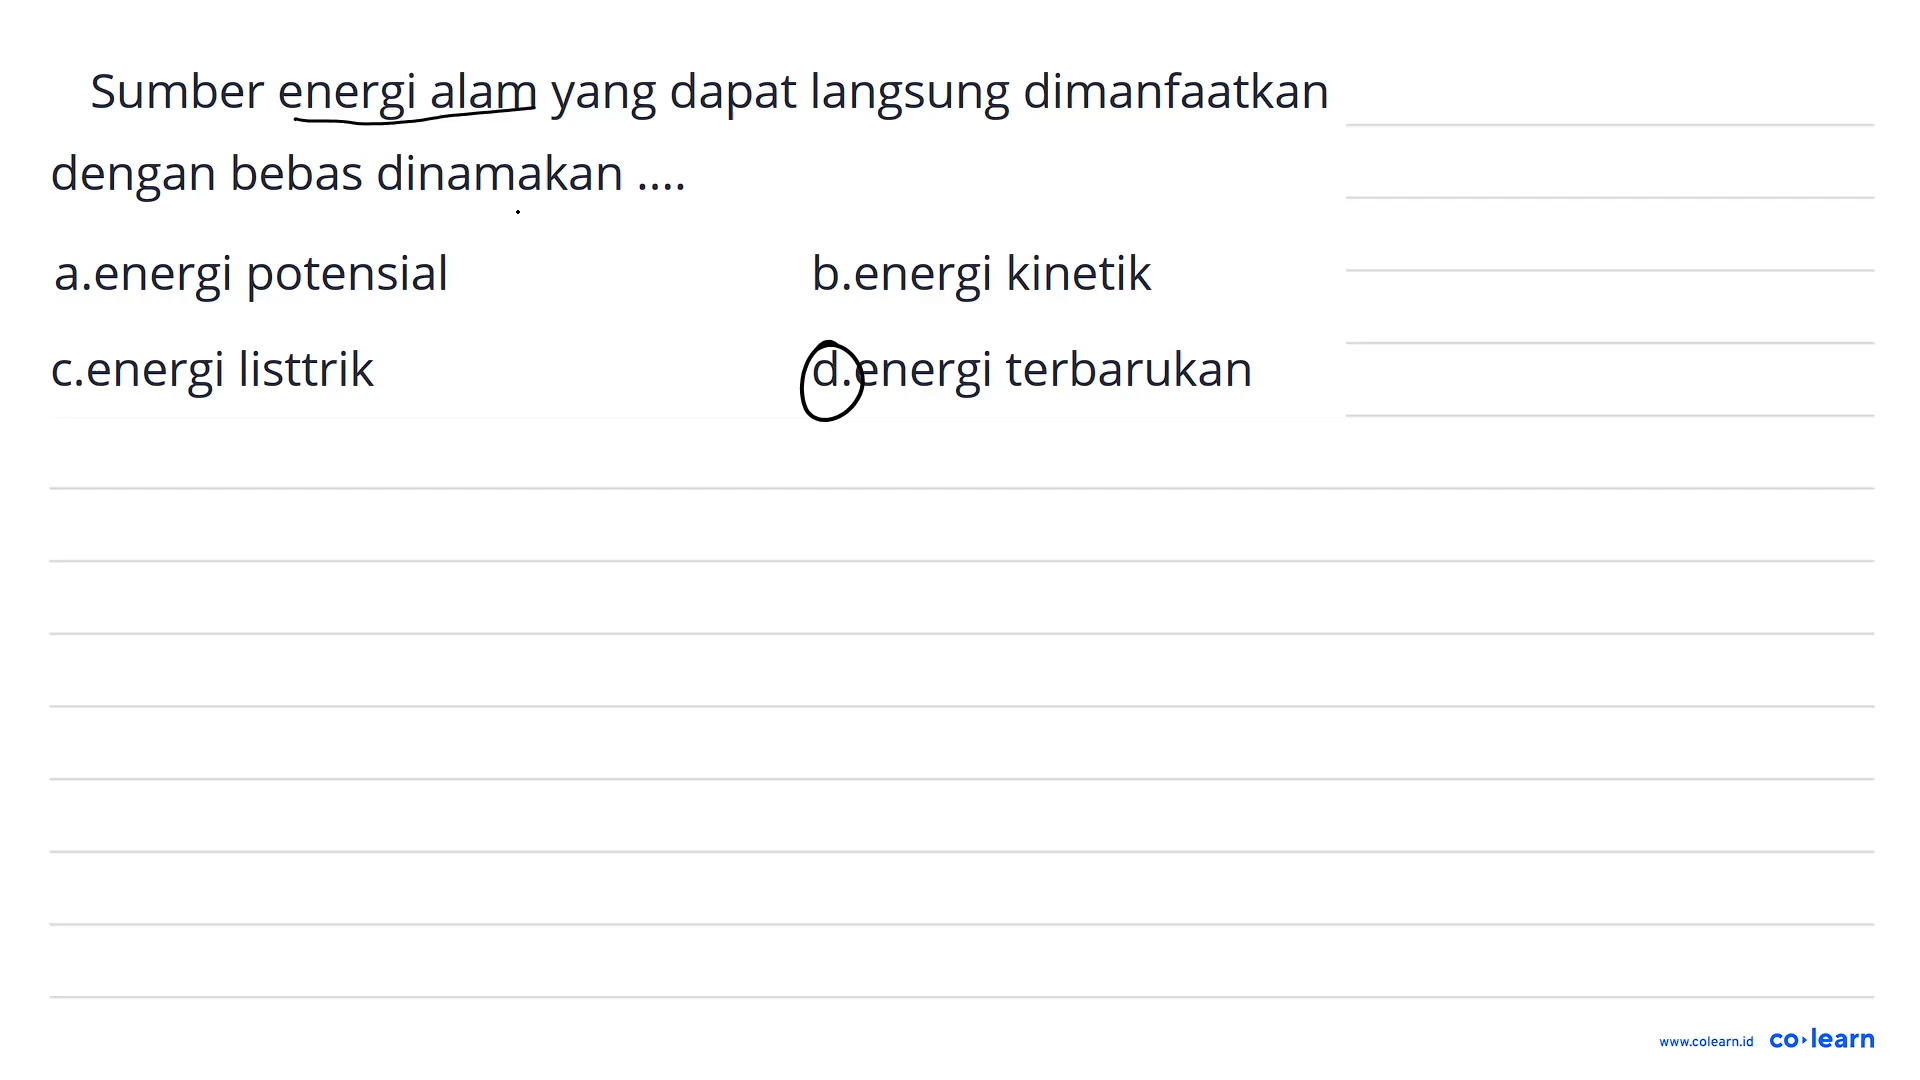 Sumber energi alam yang dapat langsung dimanfaatkan
dengan bebas dinamakan ....
a.energi potensial b.energi kinetik
c.energi listtrik d.energi terbarukan
www.colearn.id co learn